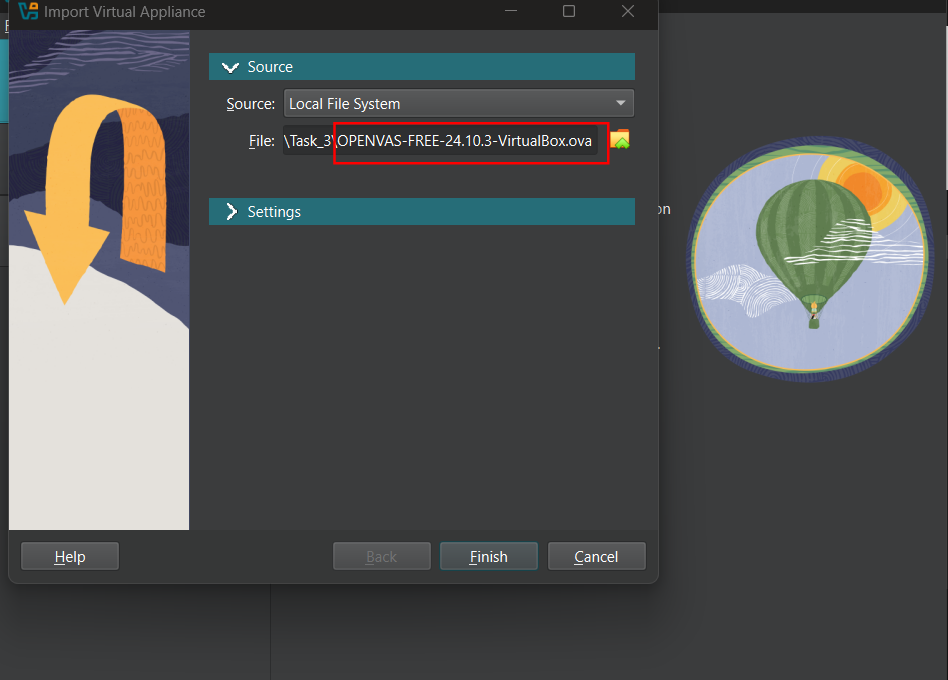 Import Virtual Appliance
Source
Source: Local File System
File: \Task_3\OPENVAS-FREE-24.10.3-VirtualBox.ova
Settings
on
Help Back Finish Cancel